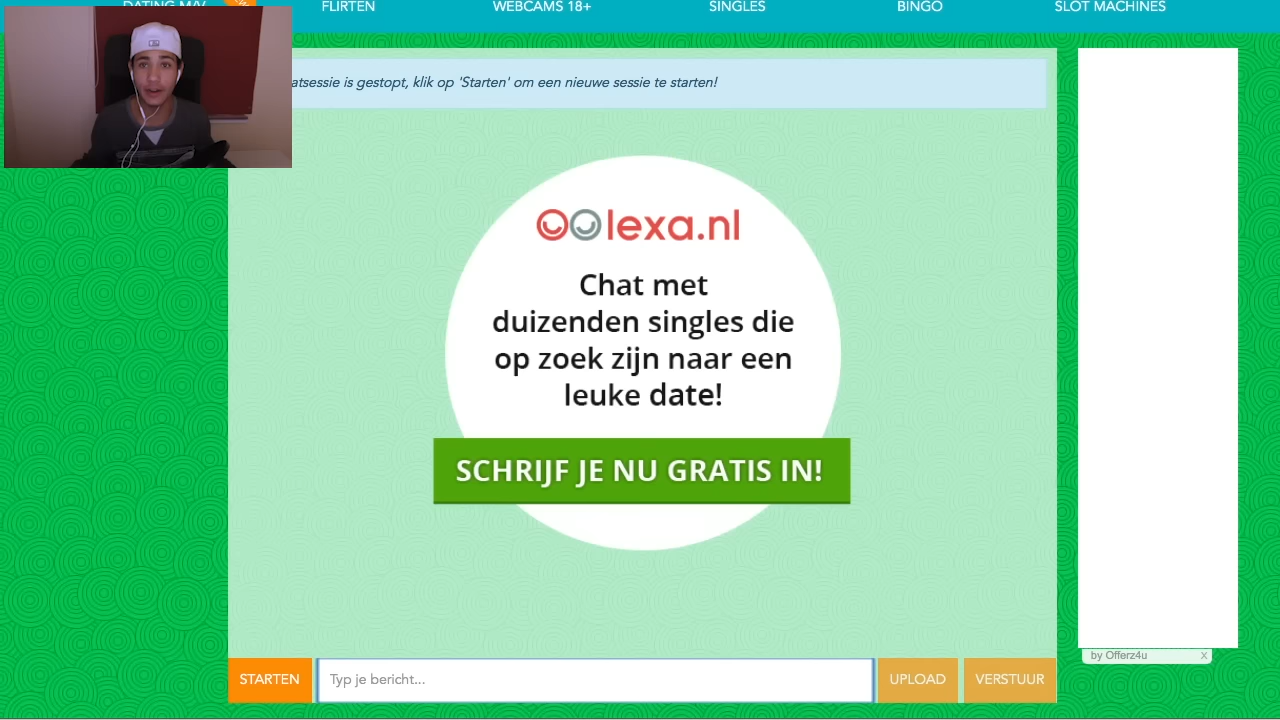 FLIRTEN
WEBCAMS 18+
SINGLES
BINGO
SLOT MACHINES
is gestopt, klik op 'Starten' om een nieuwe sessie te starten!
lexa.nl
Chat met
duizenden singles die
op zoek zijn naar een
leuke date!
SCHRIJF JE NU GRATIS IN!
by Offerz4u X
STARTEN
Typ je bericht...
UPLOAD
VERSTUUR